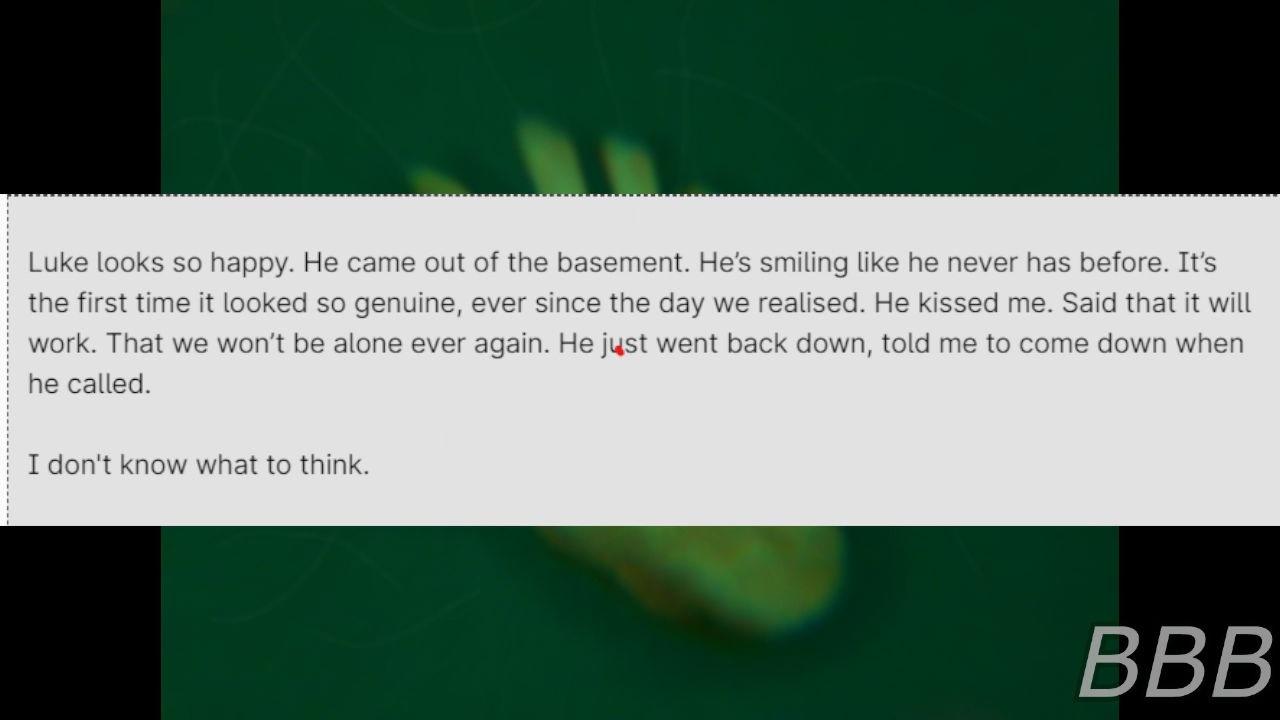 Luke looks so happy. He came out of the basement. He’s smiling like he never has before. It’s
the first time it looked so genuine, ever since the day we realised. He kissed me. Said that it will
work. That we won’t be alone ever again. He just went back down, told me to come down when
he called.
I don't know what to think.
BBB